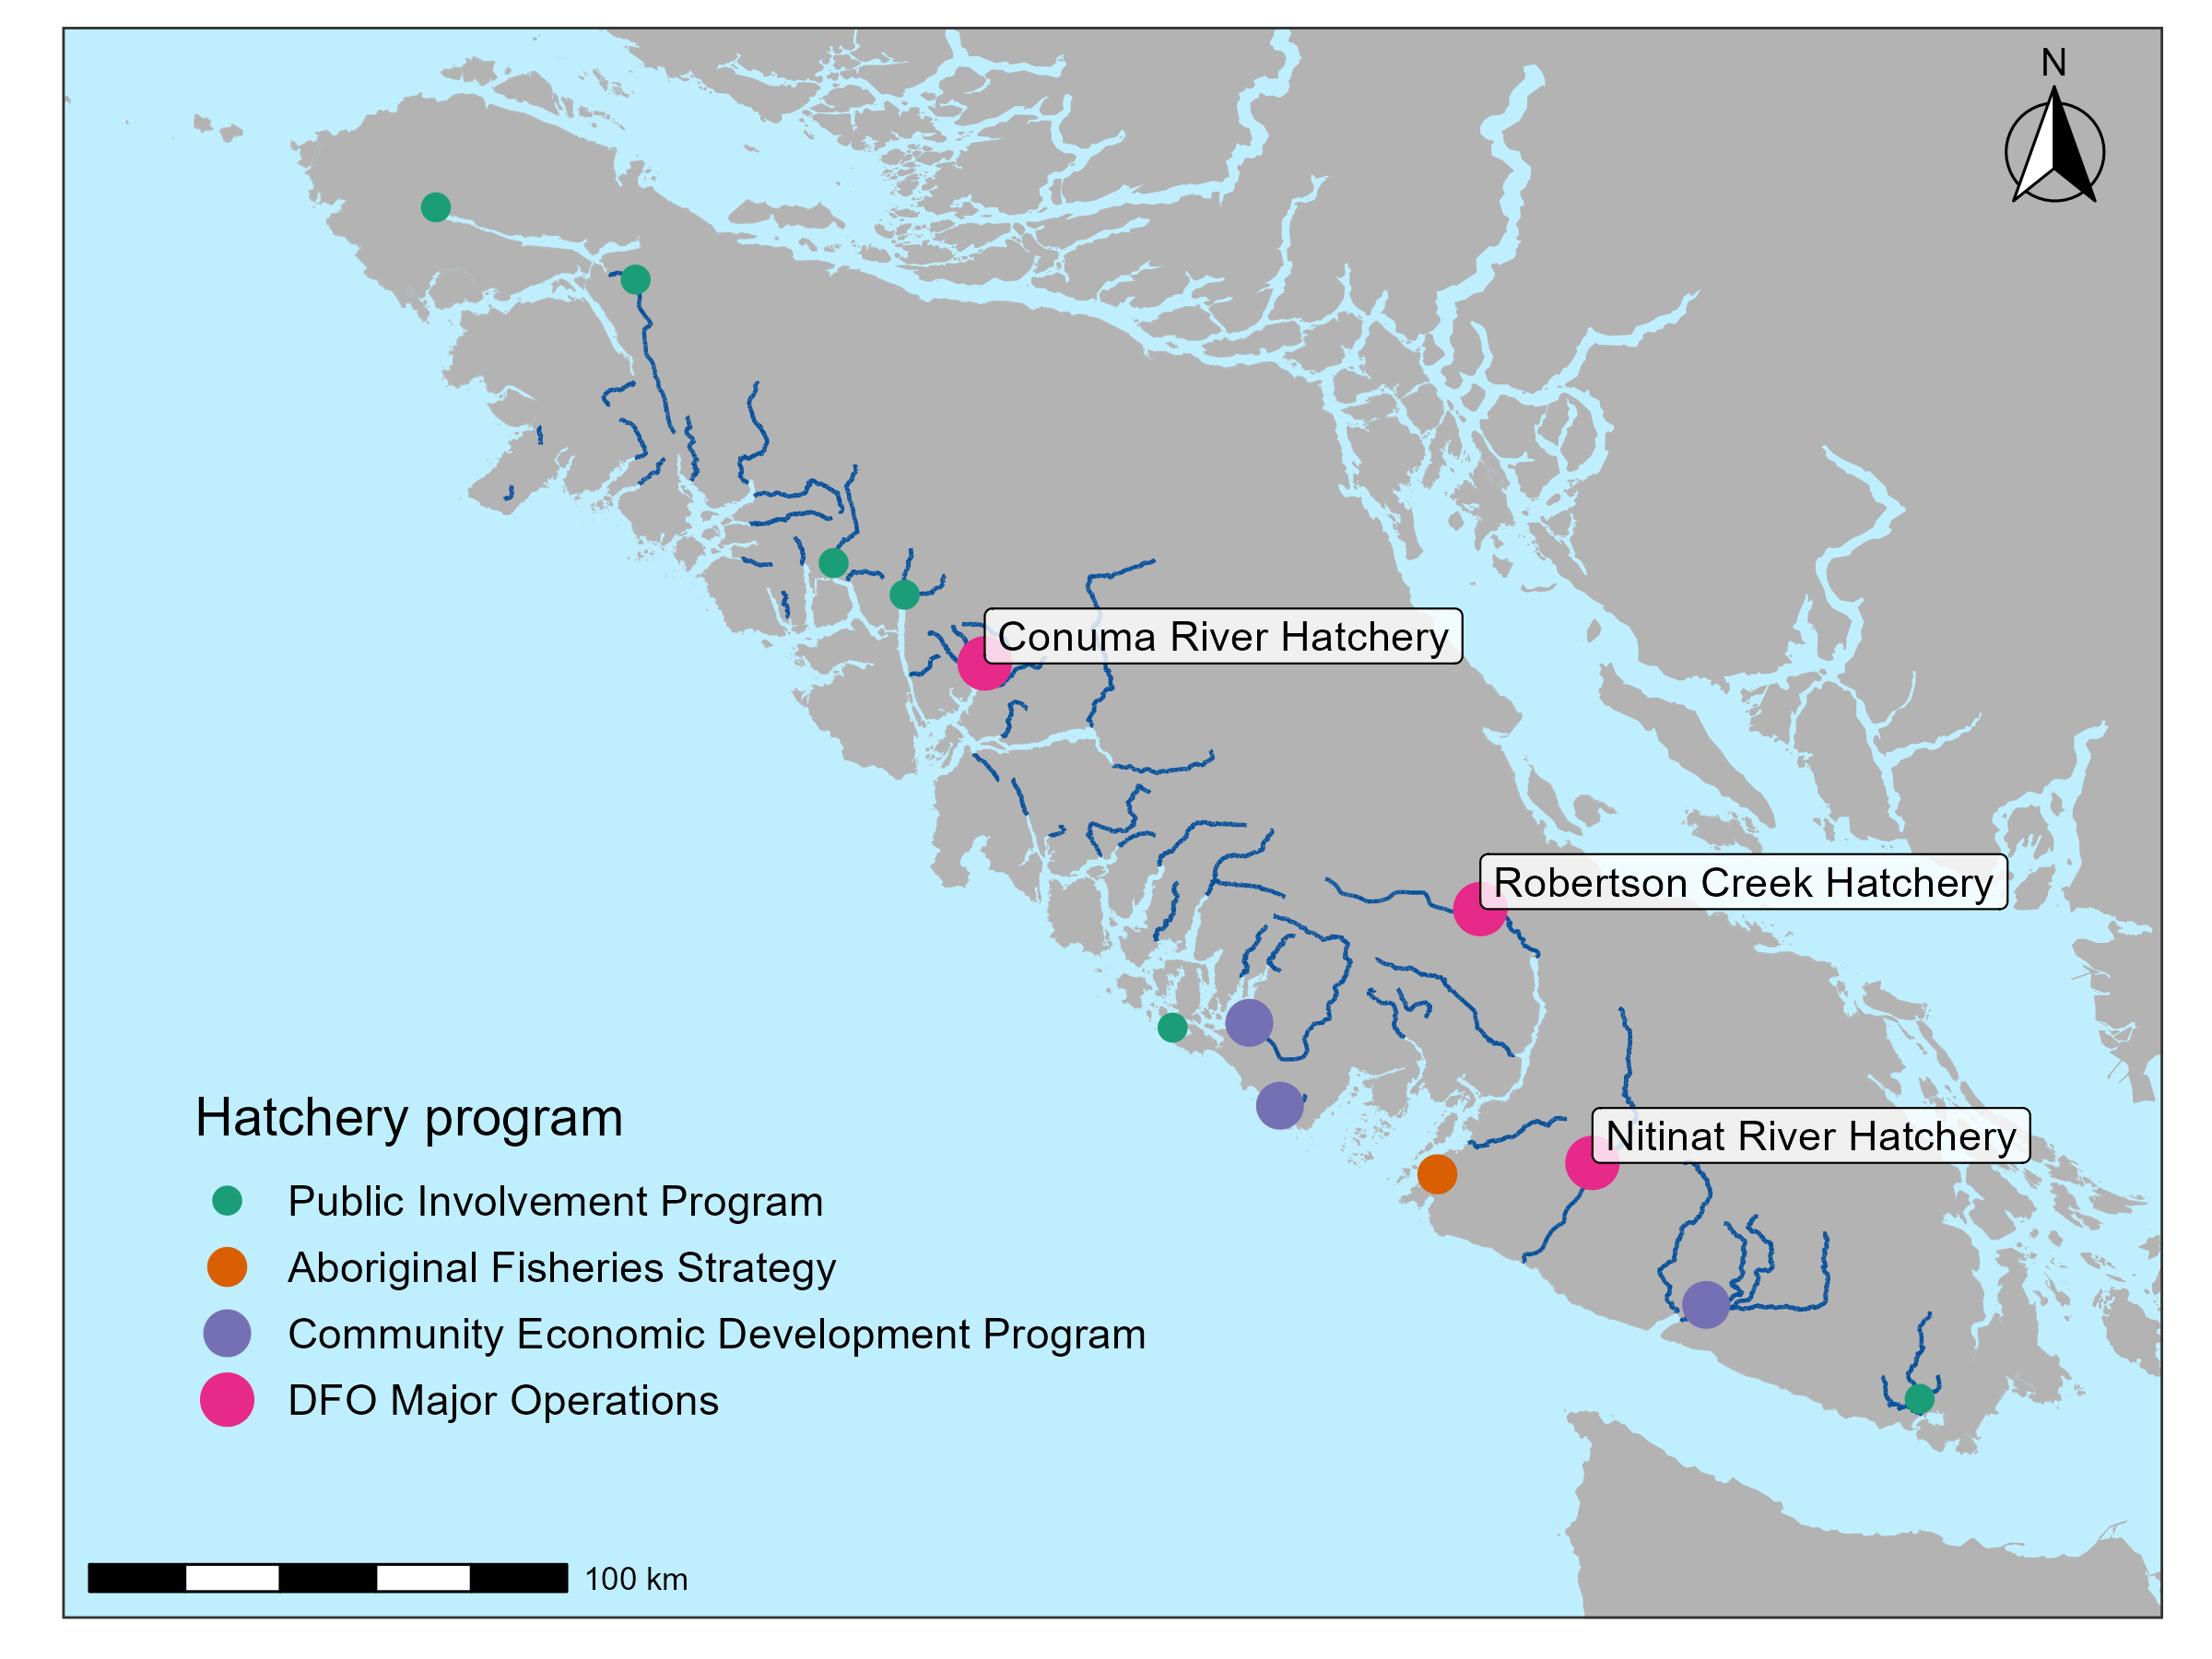 N
Conuma River Hatchery
Robertson Creek Hatchery
Nitinat River Hatchery
Hatchery program
Public Involvement Program
Aboriginal Fisheries Strategy
Community Economic Development Program
DFO Major Operations
100 km